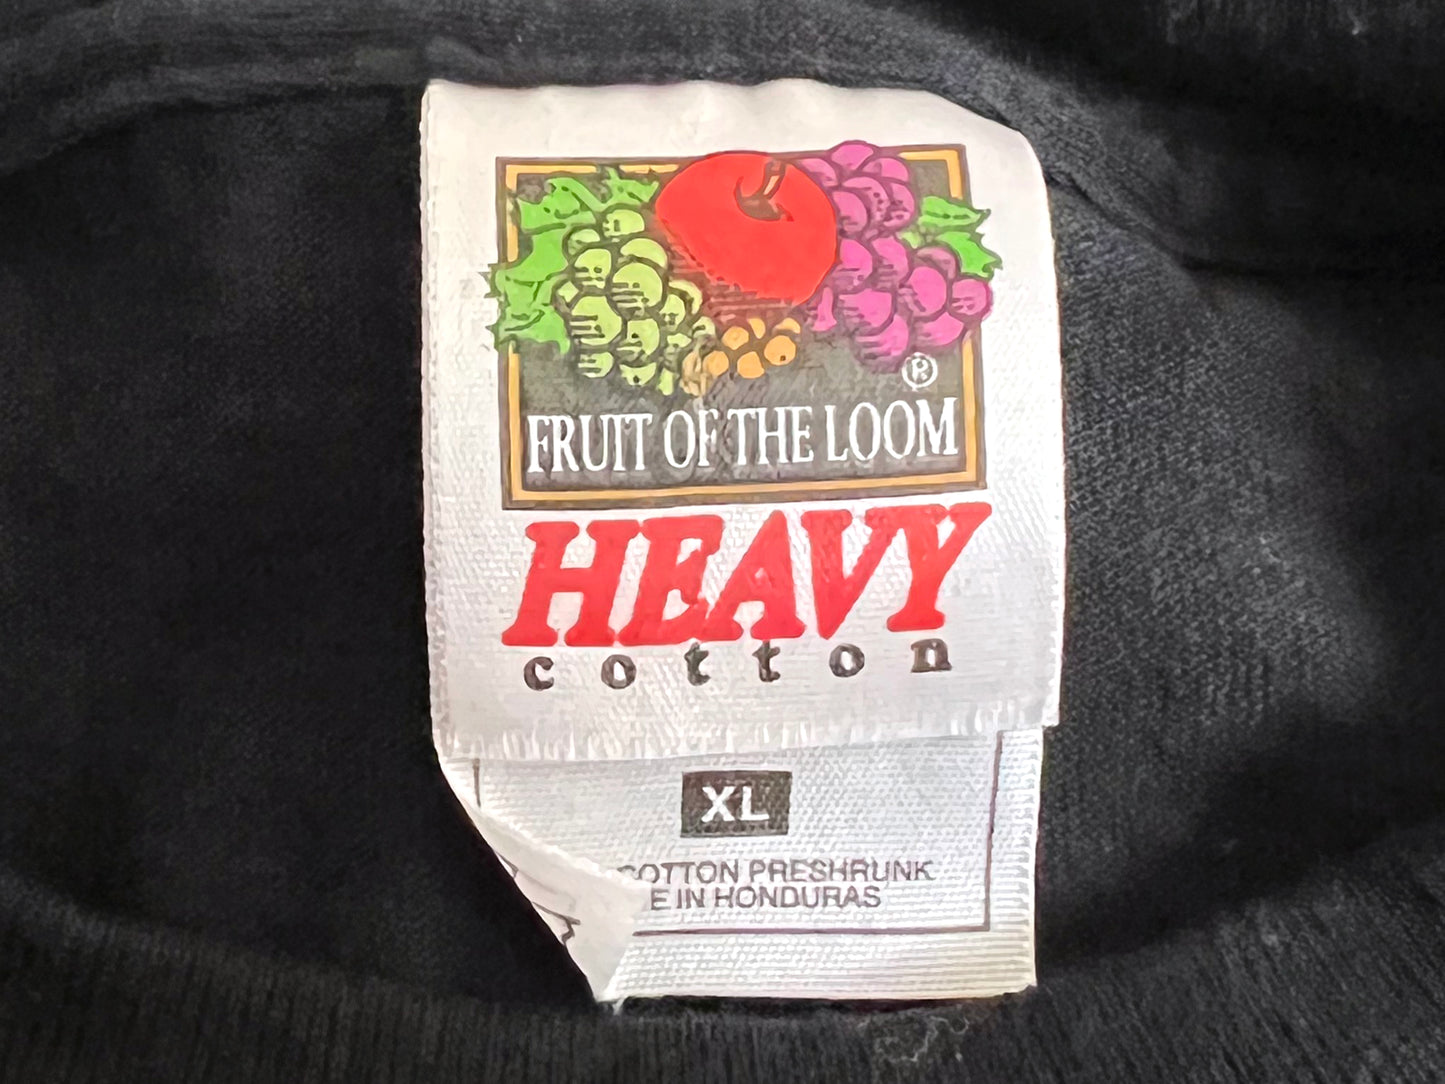 ®
FRUIT OF THE LOOM
HEAVY
cotton
XL
COTTON PRESHRUNK
E IN HONDURAS